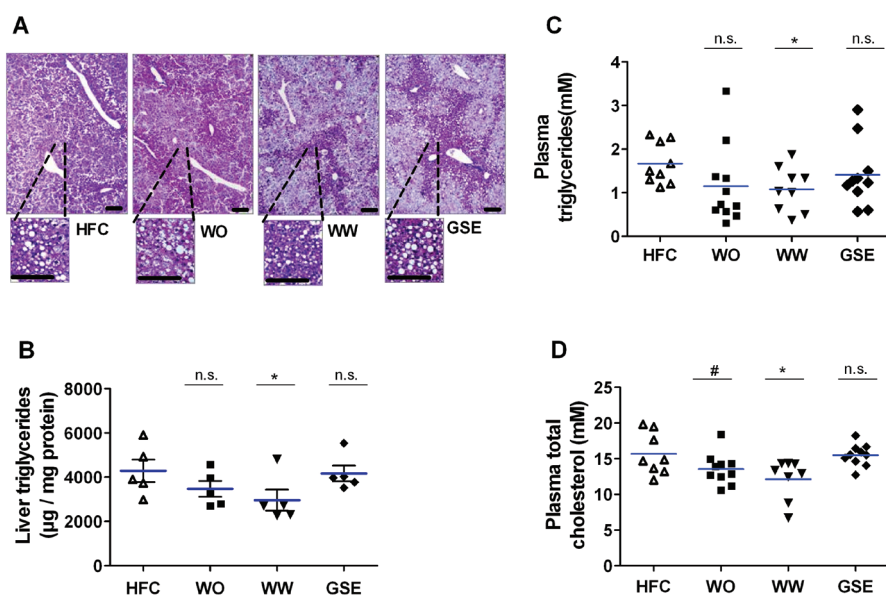 A
HFC
WO
WW
GSE
B
n.s.
*
n.s.
Liver triglycerides
(µg / mg protein)
8000
6000
4000
2000
0
HFC
WO
WW
GSE
C
n.s.
*
n.s.
Plasma
triglycerides(mM)
4
3
2
1
0
HFC
WO
WW
GSE
D
#
*
n.s.
Plasma total
cholesterol (mM)
25
20
15
10
5
0
HFC
WO
WW
GSE